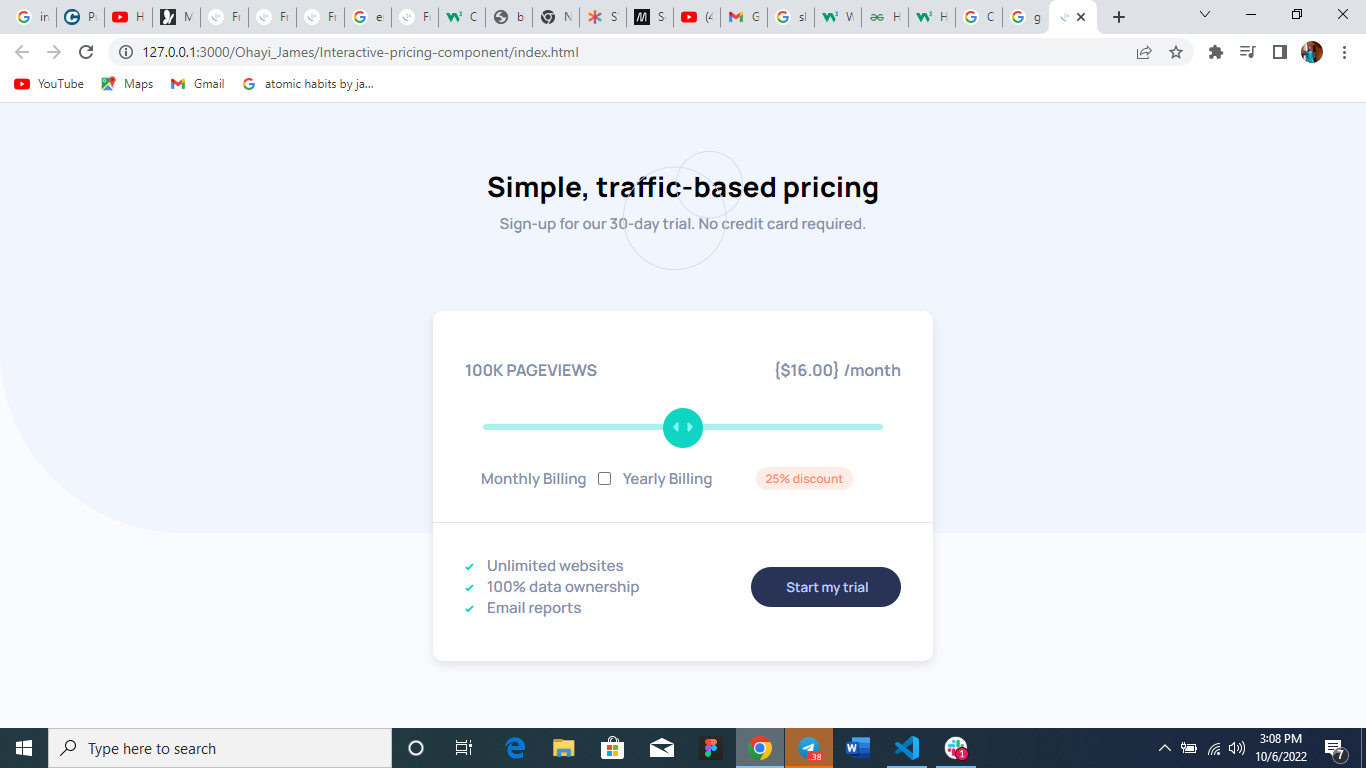 127.0.0.1:3000/Ohayi_James/Interactive-pricing-component/index.html
YouTube Maps Gmail atomic habits by ja...
Simple, traffic-based pricing
Sign-up for our 30-day trial. No credit card required.
100K PAGEVIEWS {$16.00} /month
Monthly Billing Yearly Billing 25% discount
Unlimited websites
100% data ownership
Email reports
Start my trial
Type here to search
38
1
3:08 PM
10/6/2022
7